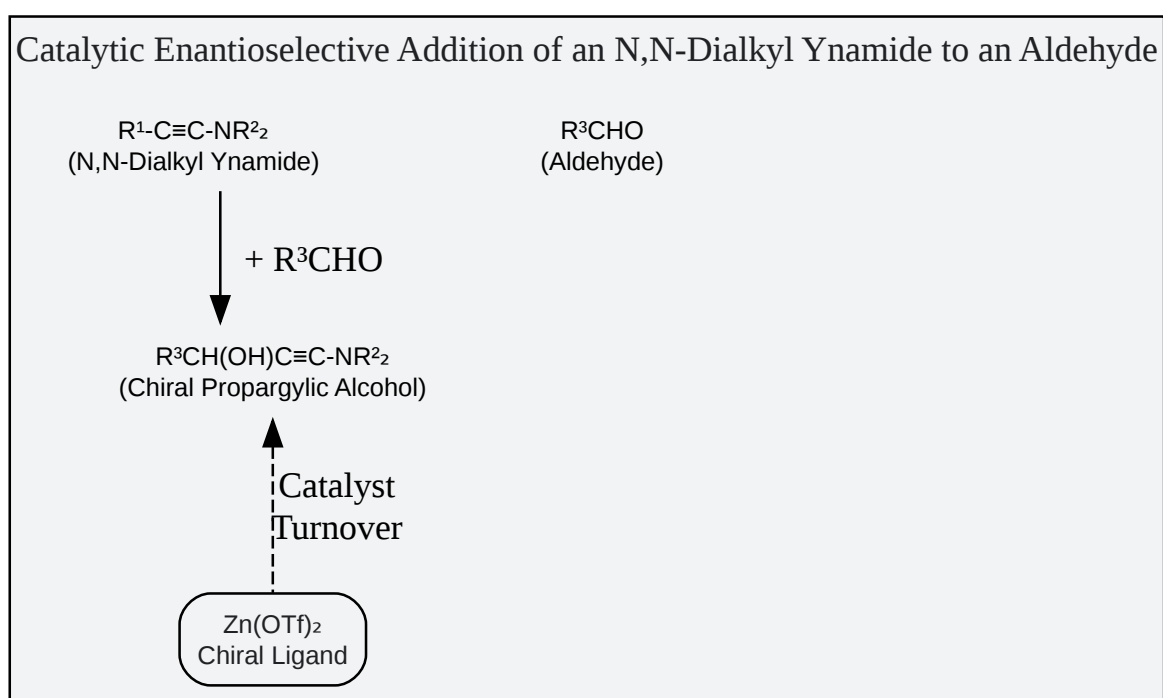 Catalytic Enantioselective Addition of an N,N-Dialkyl Ynamide to an Aldehyde
R¹-C≡C-NR²₂
(N,N-Dialkyl Ynamide)
R³CHO
(Aldehyde)
+ R³CHO
R³CH(OH)C≡C-NR²₂
(Chiral Propargylic Alcohol)
Catalyst
Turnover
Zn(OTf)₂
Chiral Ligand